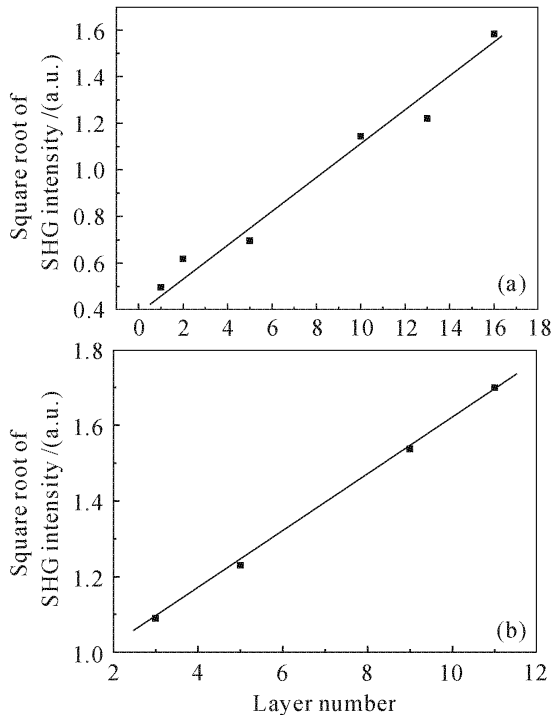 1.6
1.4
1.2
1.0
0.8
0.6
0.4
Square root of
SHG intensity /(a.u.)
(a)
0 2 4 6 8 10 12 14 16 18
1.8
1.6
1.4
1.2
1.0
Square root of
SHG intensity /(a.u.)
(b)
2 4 6 8 10 12
Layer number